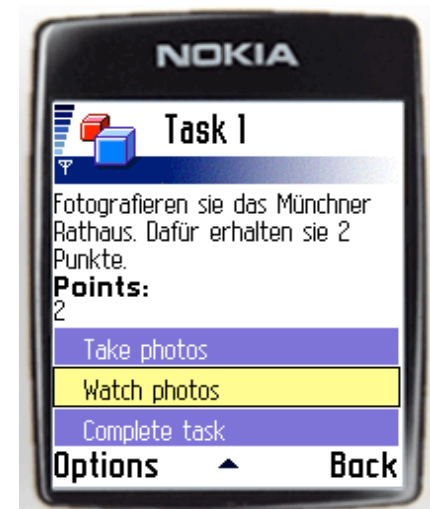 NOKIA
Task 1
Fotografieren sie das Münchner
Rathaus. Dafür erhalten sie 2
Punkte.
Points:
2
Take photos
Watch photos
Complete task
Options
Back